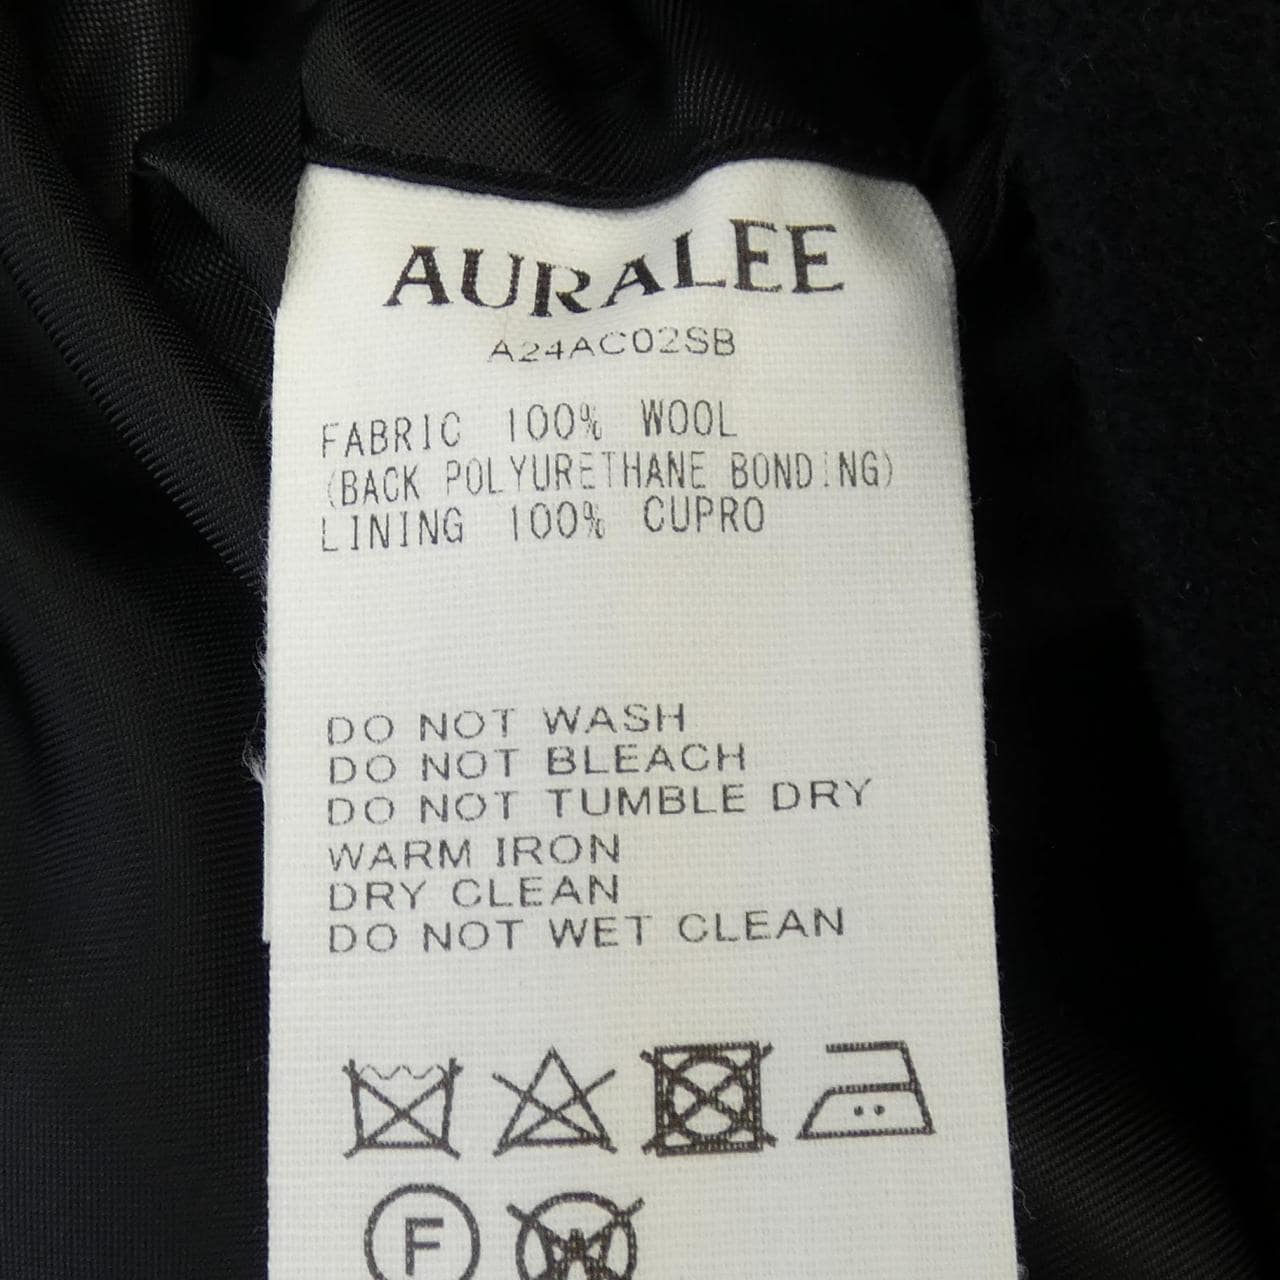 AURALEE
A24AC02SB
FABRIC 100% WOOL
(BACK POLYURETHANE BONDING)
LINING 100% CUPRO
DO NOT WASH
DO NOT BLEACH
DO NOT TUMBLE DRY
WARM IRON
DRY CLEAN
DO NOT WET CLEAN
F
W